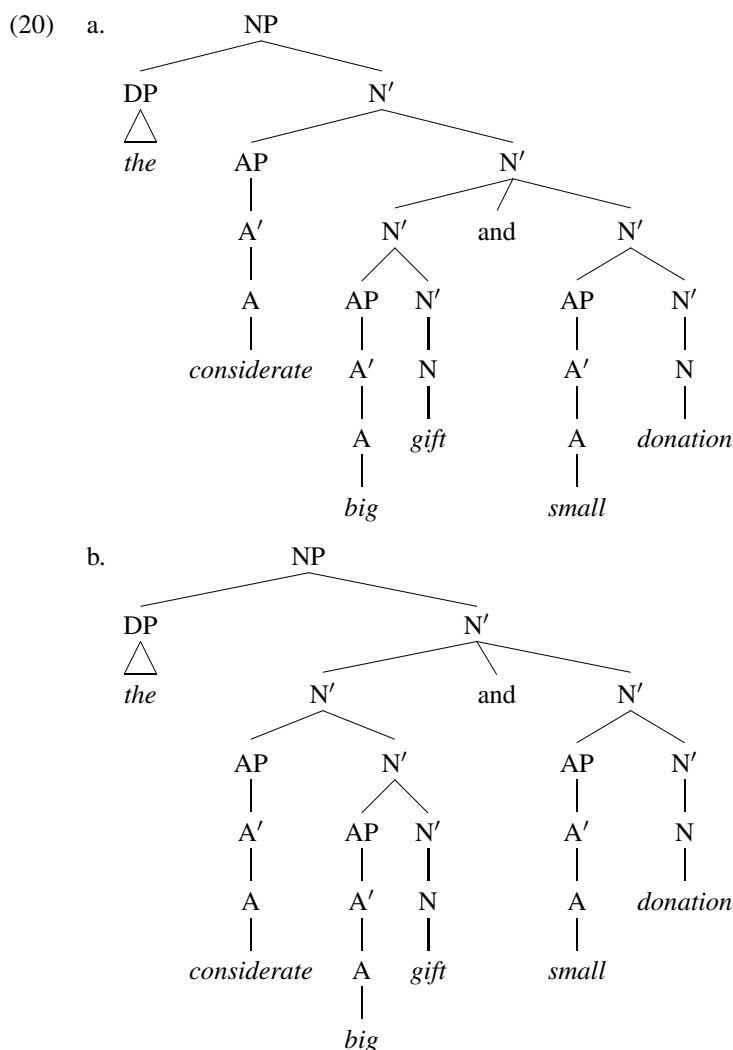 (20) a. NP
DP N′
the AP N′
A′ N′ and N′
A AP N′ AP N′
considerate A′ N A′ N
A gift A donation
big small
b. NP
DP N′
the N′ and N′
AP N′ AP N′
A′ AP N′ A′ N
A A′ N A donation
considerate A gift small
big